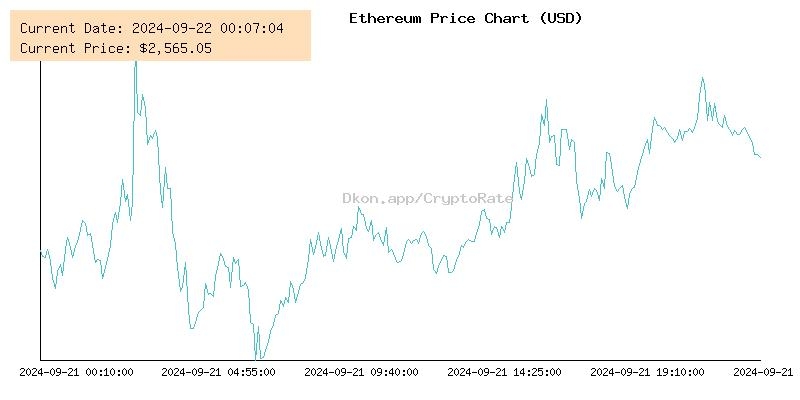 Ethereum Price Chart (USD)
Current Date: 2024-09-22 00:07:04
Current Price: $2,565.05
Dkon.app/CryptoRate
2024-09-21 00:10:00 2024-09-21 04:55:00 2024-09-21 09:40:00 2024-09-21 14:25:00 2024-09-21 19:10:00 2024-09-21